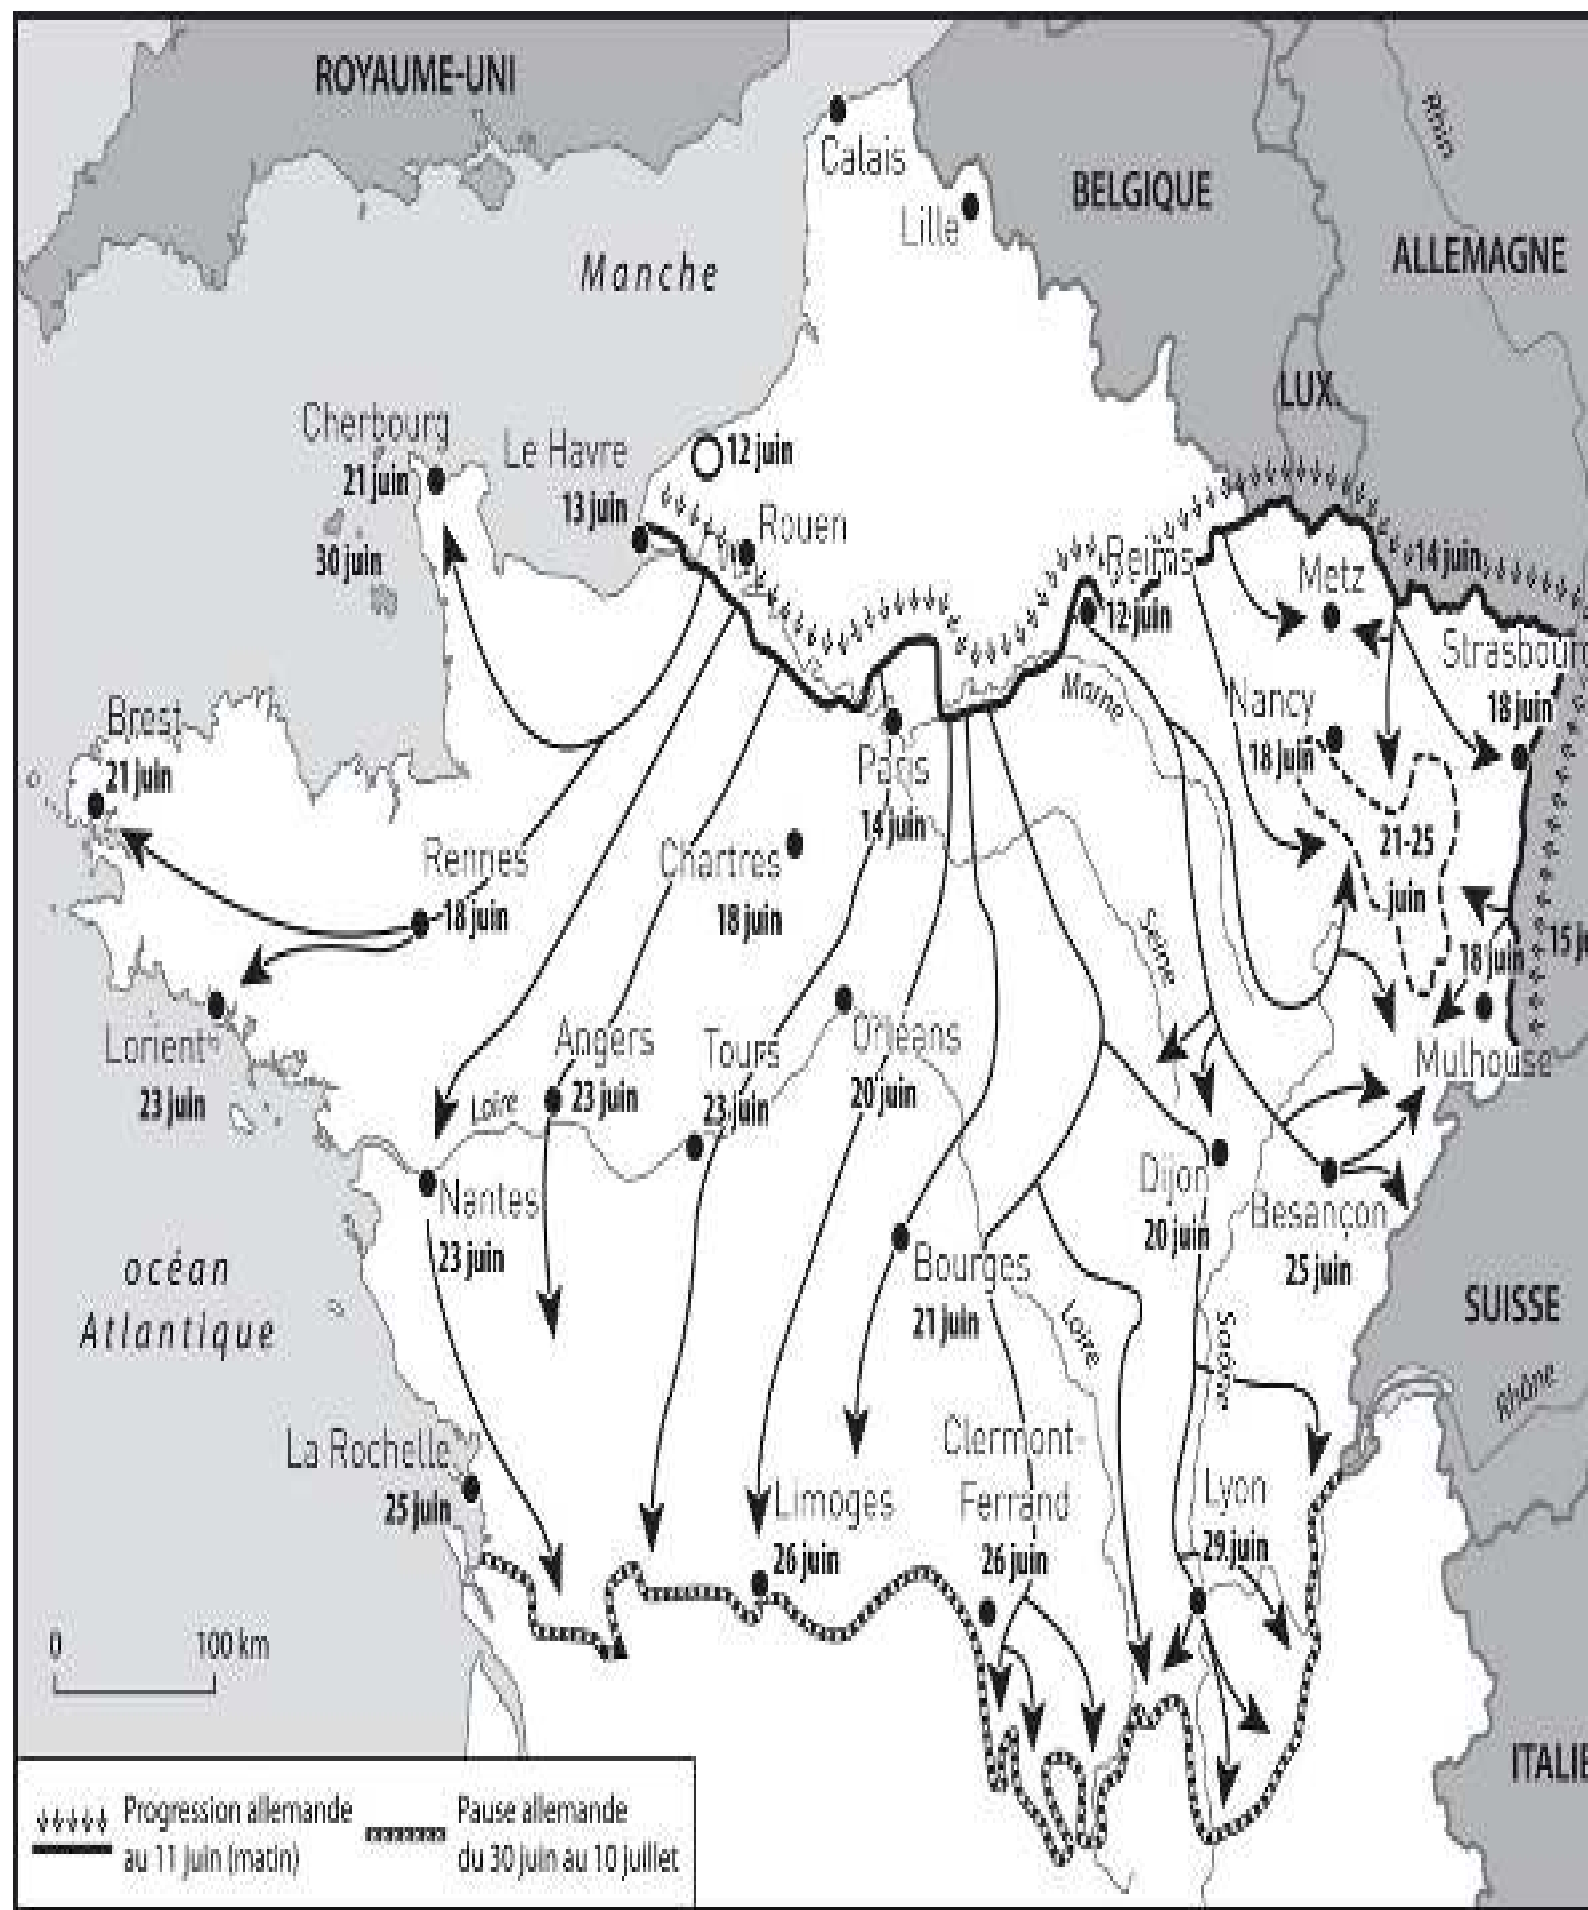 ROYAUME-UNI
Calais
Lille
BELGIQUE
Rhin
ALLEMAGNE
Manche
LUX.
Cherbourg
21 juin
30 juin
Le Havre
13 juin
12 juin
Rouen
Reims
12 juin
14 juin
Metz
Strasbourg
18 juin
Marne
Nancy
18 juin
Brest
21 juin
Paris
14 juin
21-25
juin
Rennes
18 juin
Chartres
18 juin
Seine
18 juin
15
Lorient
23 juin
Angers
23 juin
Tours
23 juin
Orléans
20 juin
Mulhouse
Loire
Nantes
23 juin
Dijon
20 juin
Besançon
25 juin
océan
Atlantique
Bourges
21 juin
Loire
Saône
SUISSE
Rhône
La Rochelle
25 juin
Clermont-
Ferrand
26 juin
Limoges
26 juin
Lyon
29 juin
0 100 km
ITALIE
Progression allemande
au 11 juin (matin)
Pause allemande
du 30 juin au 10 juillet